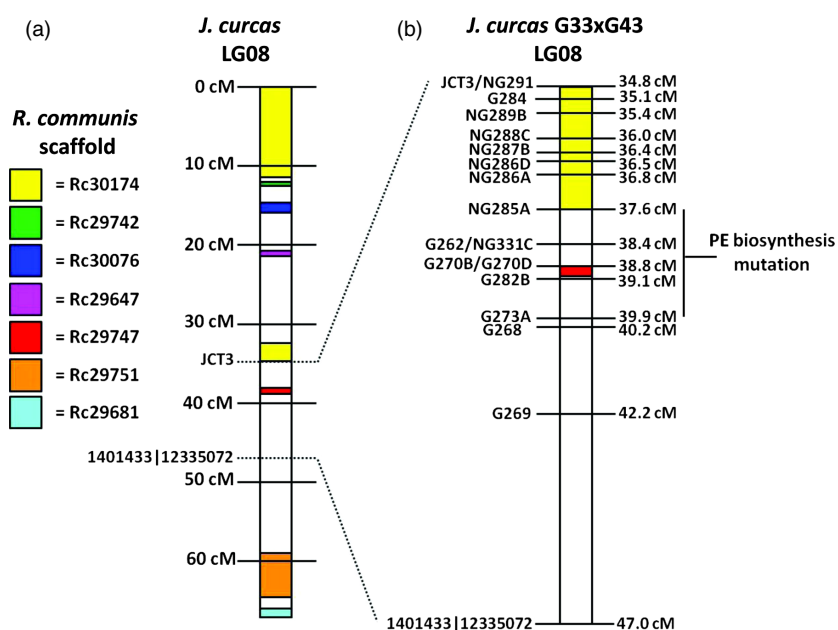 (a)
J. curcas
LG08
R. communis
scaffold
= Rc30174
= Rc29742
= Rc30076
= Rc29647
= Rc29747
= Rc29751
= Rc29681
0 cM
10 cM
20 cM
30 cM
JCT3
40 cM
1401433|12335072
50 cM
60 cM
(b)
J. curcas G33xG43
LG08
JCT3/NG291 34.8 cM
G284 35.1 cM
NG289B 35.4 cM
NG288C 36.0 cM
NG287B 36.4 cM
NG286D 36.5 cM
NG286A 36.8 cM
NG285A 37.6 cM
G262/NG331C 38.4 cM
G270B/G270D 38.8 cM
G282B 39.1 cM
G273A 39.9 cM
G268 40.2 cM
G269 42.2 cM
1401433|12335072 47.0 cM
PE biosynthesis
mutation